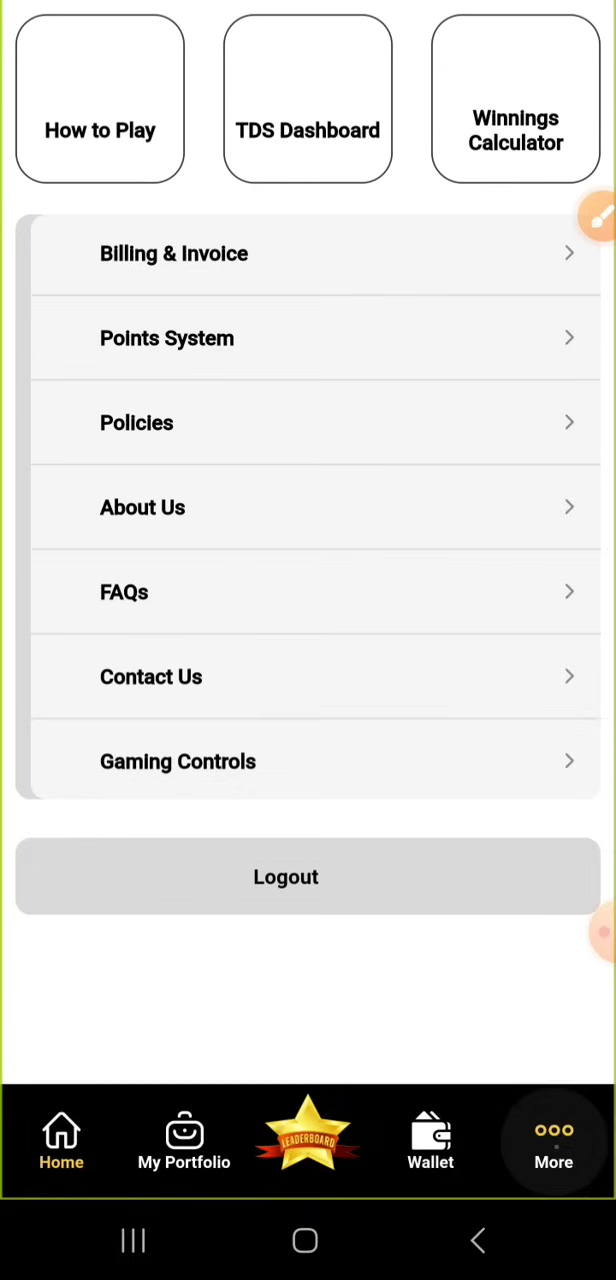 How to Play
TDS Dashboard
Winnings
Calculator
Billing & Invoice
Points System
Policies
About Us
FAQs
Contact Us
Gaming Controls
Logout
LEADERBOARD
Home
My Portfolio
Wallet
More